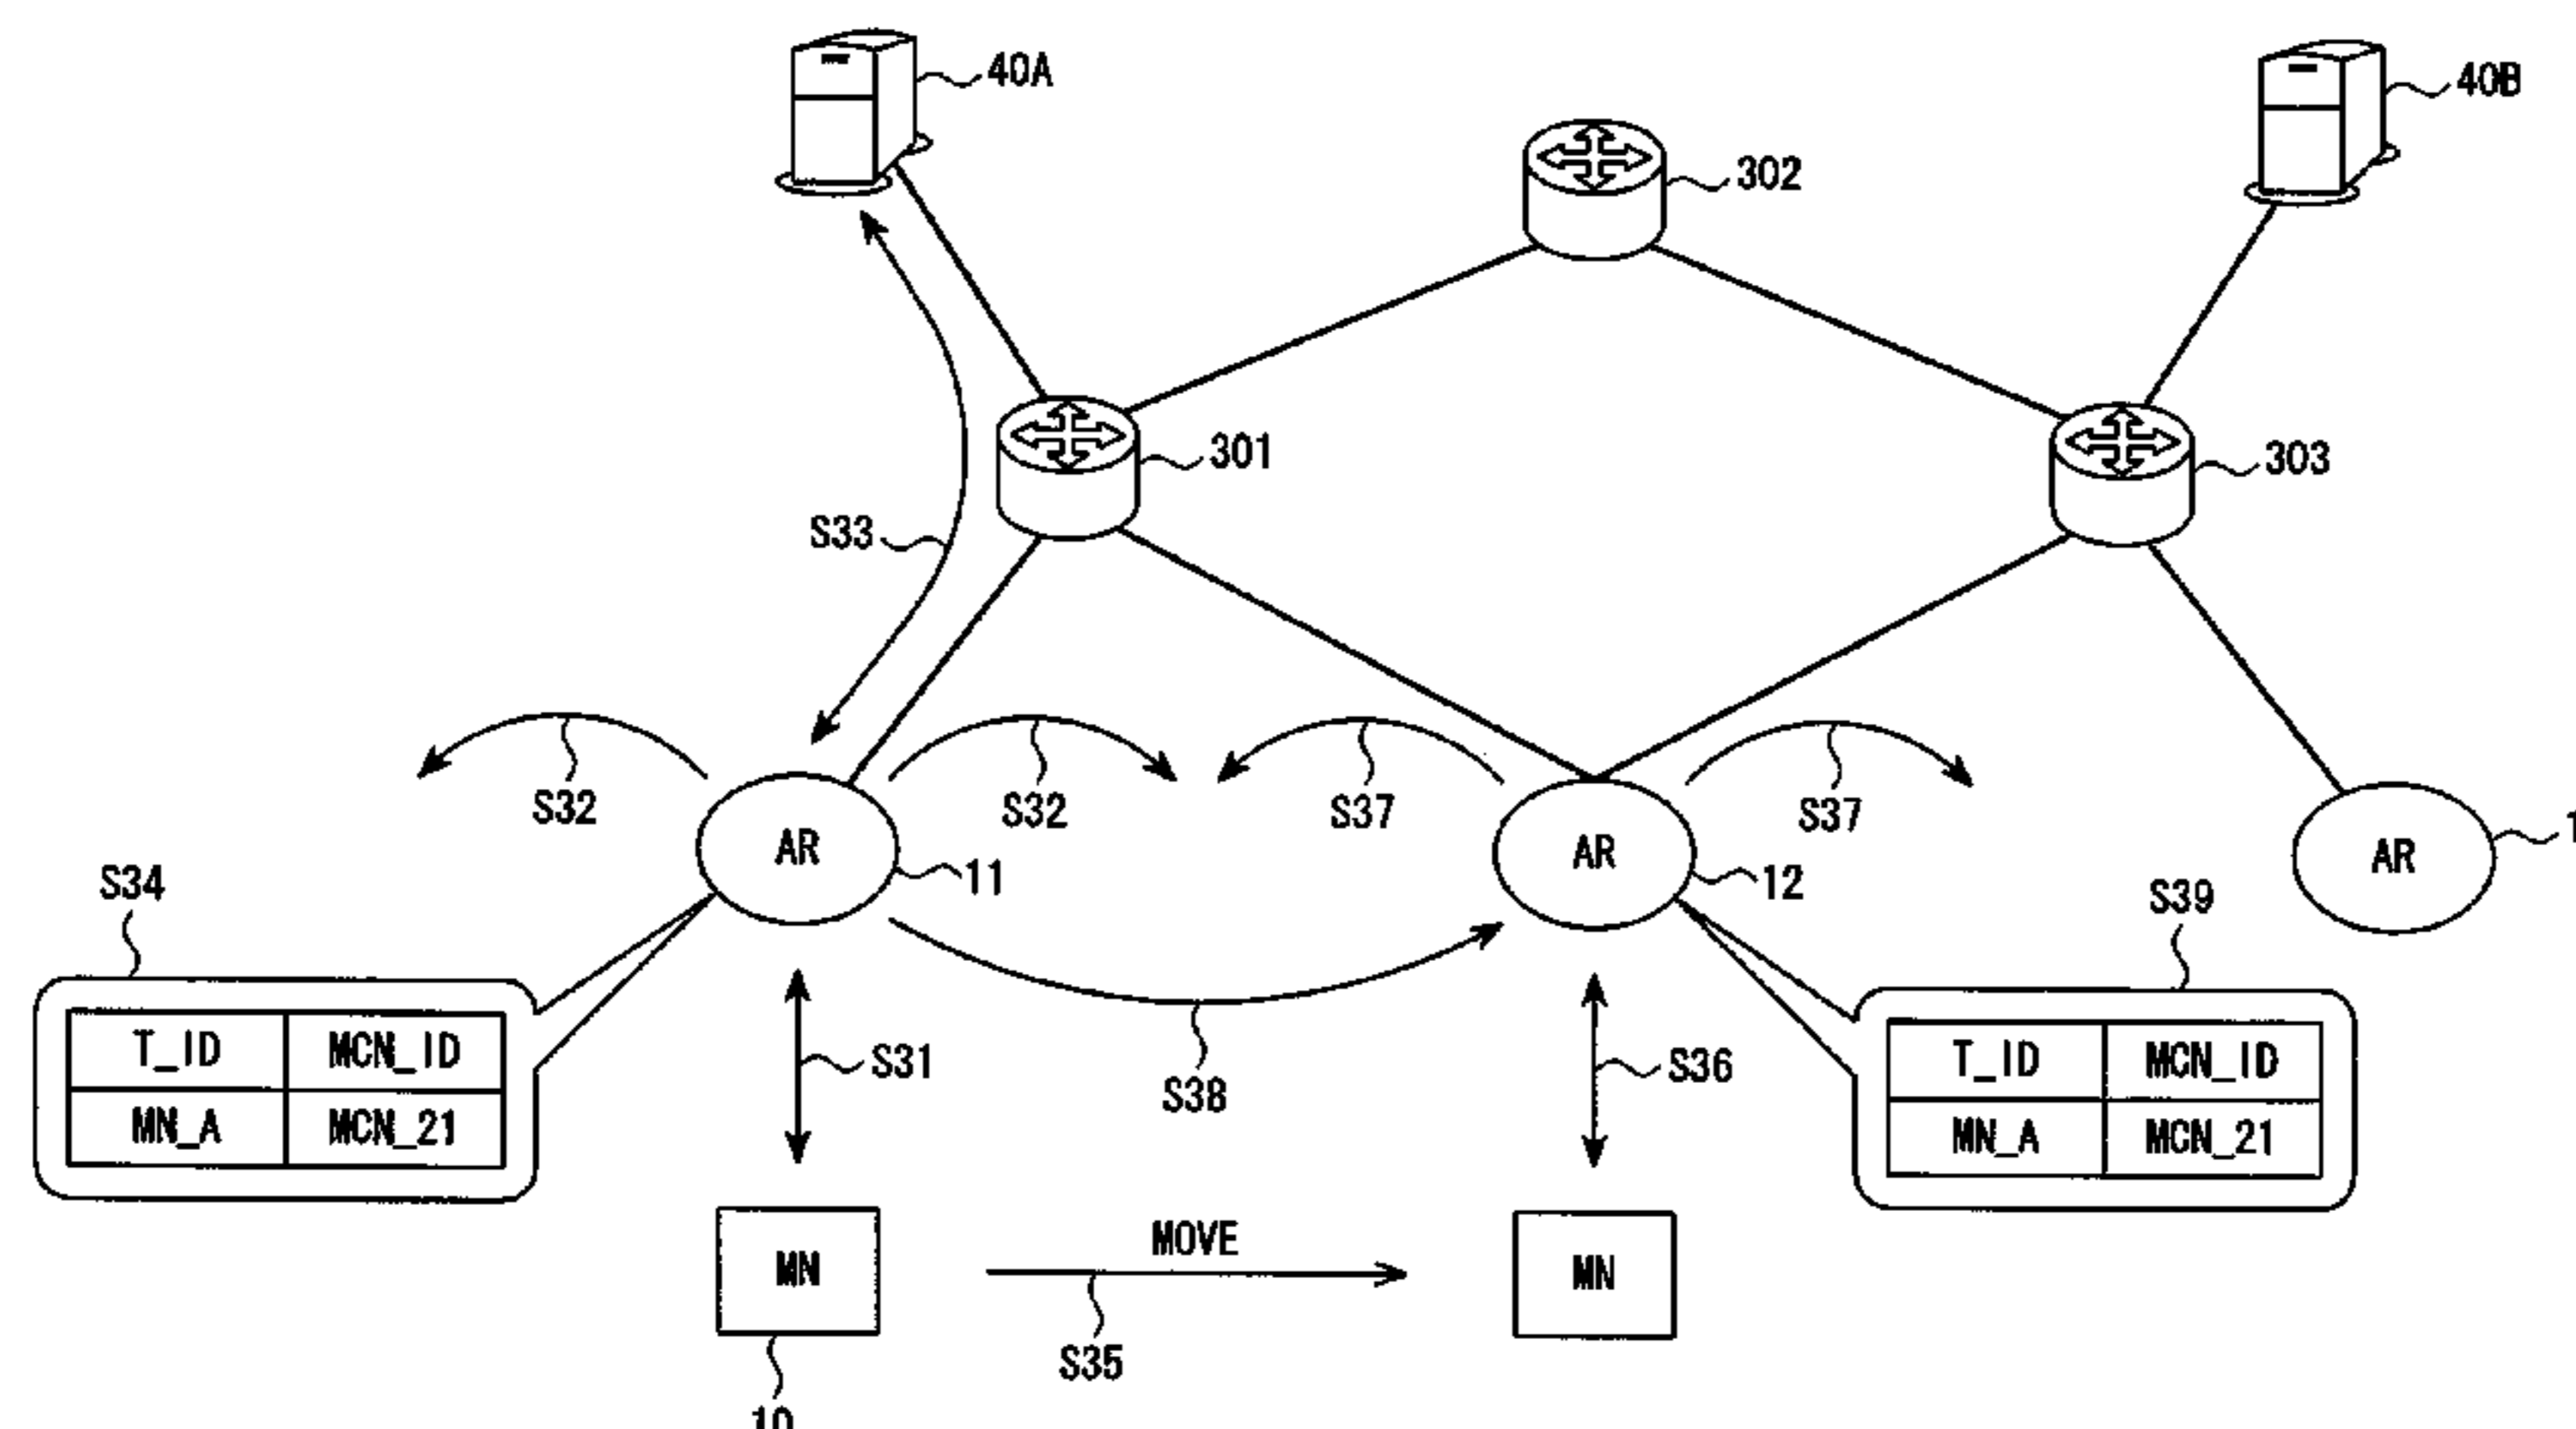 40A
40B
302
301
303
S33
S32
S32
S37
S37
AR
11
AR
12
AR
S34
S39
T_ID
MCN_ID
MN_A
MCN_21
S31
S38
S36
T_ID
MCN_ID
MN_A
MCN_21
MN
MOVE
MN
S35
10